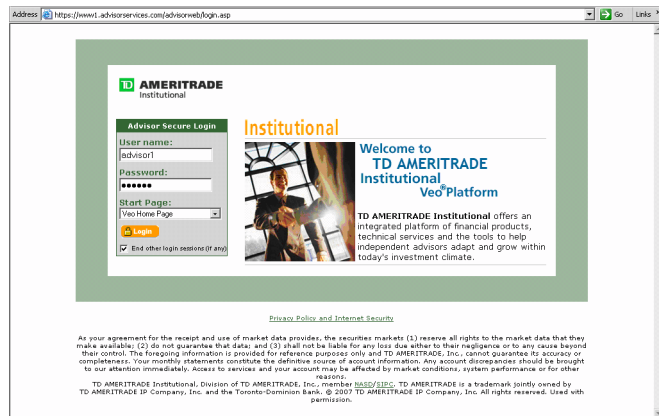 Address https://www1.advisorservices.com/advisorweb/login.asp Go Links
TD AMERITRADE
Institutional
Advisor Secure Login
User name:
advisor1
Password:
●●●●●●
Start Page:
Veo Home Page
Login
End other login sessions (if any)
Institutional
Welcome to
TD AMERITRADE
Institutional
Veo® Platform
TD AMERITRADE Institutional offers an
integrated platform of financial products,
technical services and the tools to help
independent advisors adapt and grow within
today's investment climate.
Privacy Policy and Internet Security
As your agreement for the receipt and use of market data provides, the securities markets (1) reserve all rights to the market data that they
make available; (2) do not guarantee that data; and (3) shall not be liable for any loss due either to their negligence or to any cause beyond
their control. The foregoing information is provided for reference purposes only and TD AMERITRADE, Inc., cannot guarantee its accuracy or
completeness. Your monthly statements constitute the definitive source of account information. Any account discrepancies should be brought
to our attention immediately. Access to services and your account may be affected by market conditions, system performance or for other
reasons.
TD AMERITRADE Institutional, Division of TD AMERITRADE, Inc., member NASD/SIPC. TD AMERITRADE is a trademark jointly owned by
TD AMERITRADE IP Company, Inc. and the Toronto-Dominion Bank. © 2007 TD AMERITRADE IP Company, Inc. All rights reserved. Used with
permission.